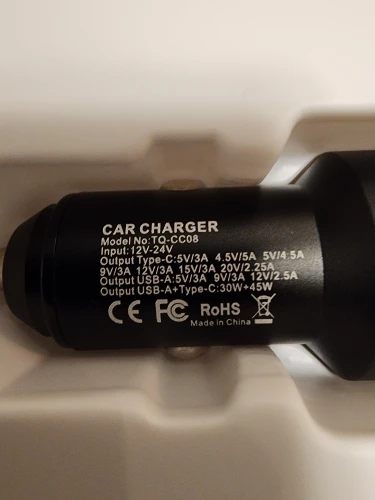 CAR CHARGER
Model No:TQ-CC08
Input:12V-24V
Output Type-C:5V/3A 4.5V/5A 5V/4.5A
9V/3A 12V/3A 15V/3A 20V/2.25A
Output USB-A:5V/3A 9V/3A 12V/2.5A
Output USB-A+Type-C:30W+45W
CE FC RoHS
Made in China